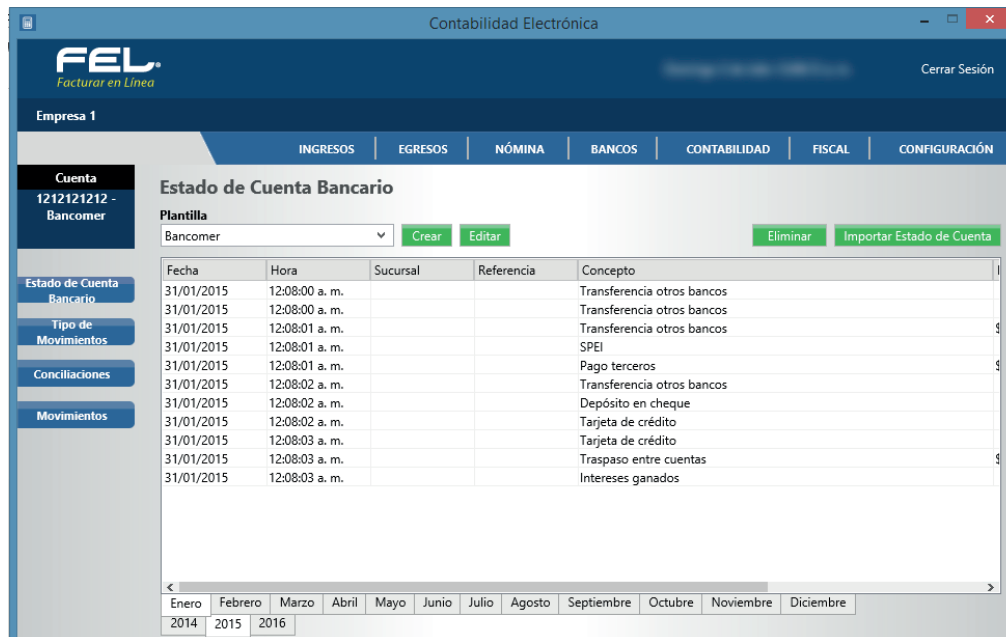 Contabilidad Electrónica
FEL.
Facturar en Línea
Cerrar Sesión
Empresa 1
INGRESOS EGRESOS NÓMINA BANCOS CONTABILIDAD FISCAL CONFIGURACIÓN
Cuenta
1212121212 -
Bancomer
Estado de Cuenta
Bancario
Tipo de
Movimientos
Conciliaciones
Movimientos
Estado de Cuenta Bancario
Plantilla
Bancomer Crear Editar Eliminar Importar Estado de Cuenta
Fecha Hora Sucursal Referencia Concepto
31/01/2015 12:08:00 a. m. Transferencia otros bancos
31/01/2015 12:08:00 a. m. Transferencia otros bancos
31/01/2015 12:08:01 a. m. Transferencia otros bancos
31/01/2015 12:08:01 a. m. SPEI
31/01/2015 12:08:01 a. m. Pago terceros
31/01/2015 12:08:02 a. m. Transferencia otros bancos
31/01/2015 12:08:02 a. m. Depósito en cheque
31/01/2015 12:08:02 a. m. Tarjeta de crédito
31/01/2015 12:08:03 a. m. Tarjeta de crédito
31/01/2015 12:08:03 a. m. Traspaso entre cuentas
31/01/2015 12:08:03 a. m. Intereses ganados
Enero Febrero Marzo Abril Mayo Junio Julio Agosto Septiembre Octubre Noviembre Diciembre
2014 2015 2016